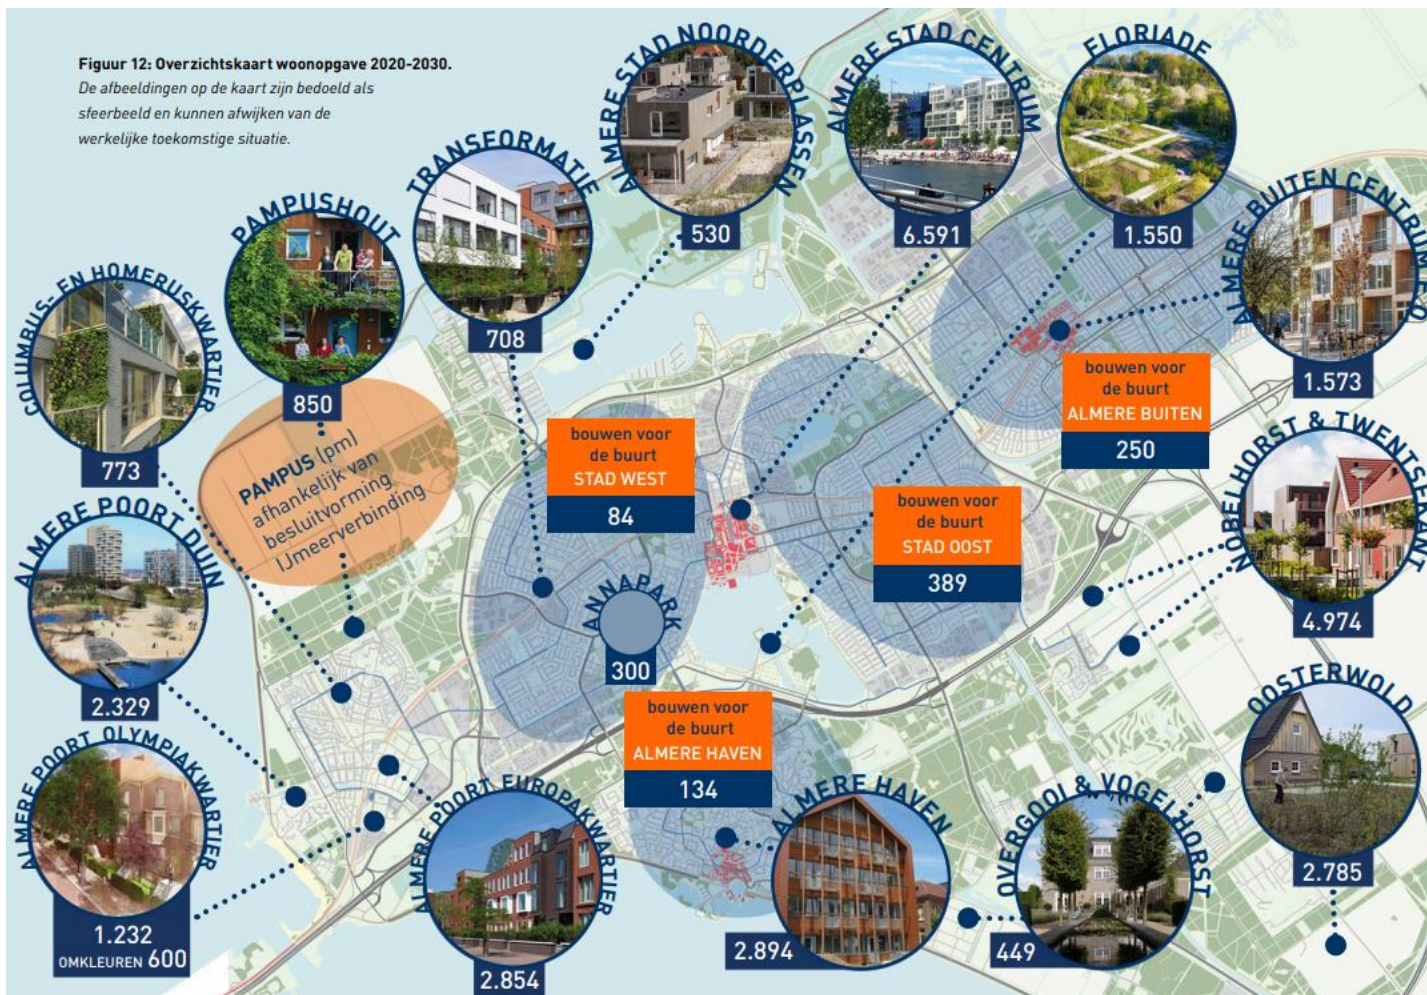 Figuur 12: Overzichtskaart woonopgave 2020-2030.
De afbeeldingen op de kaart zijn bedoeld als
sfeerbeeld en kunnen afwijken van de
werkelijke toekomstige situatie.
ALMERE STAD NOORDERPLASSEN
530
ALMERE STAD CENTRUM
6.591
FLORIADE
1.550
TRANSFORMATIE
708
PAMPUSHOUT
850
ALMERE BUITEN CENTRUM EO
1.573
COLUMBUS- EN HOMERUSKWARTIER
773
PAMPUS (pm)
afhankelijk van
besluitvorming
IJmeerverbinding
bouwen voor
de buurt
STAD WEST
84
bouwen voor
de buurt
ALMERE BUITEN
250
bouwen voor
de buurt
STAD OOST
389
NOBELHORST & TWENTSEKANT
4.974
ALMERE POORT DUIN
2.329
ANNAPARK
300
bouwen voor
de buurt
ALMERE HAVEN
134
OOSTERWOLD
2.785
ALMERE POORT OLYMPIAKWARTIER
1.232
OMKLEUREN 600
ALMERE POORT EUROPAKWARTIER
2.854
ALMERE HAVEN
2.894
OVERGOOI & VOGELHORST
449